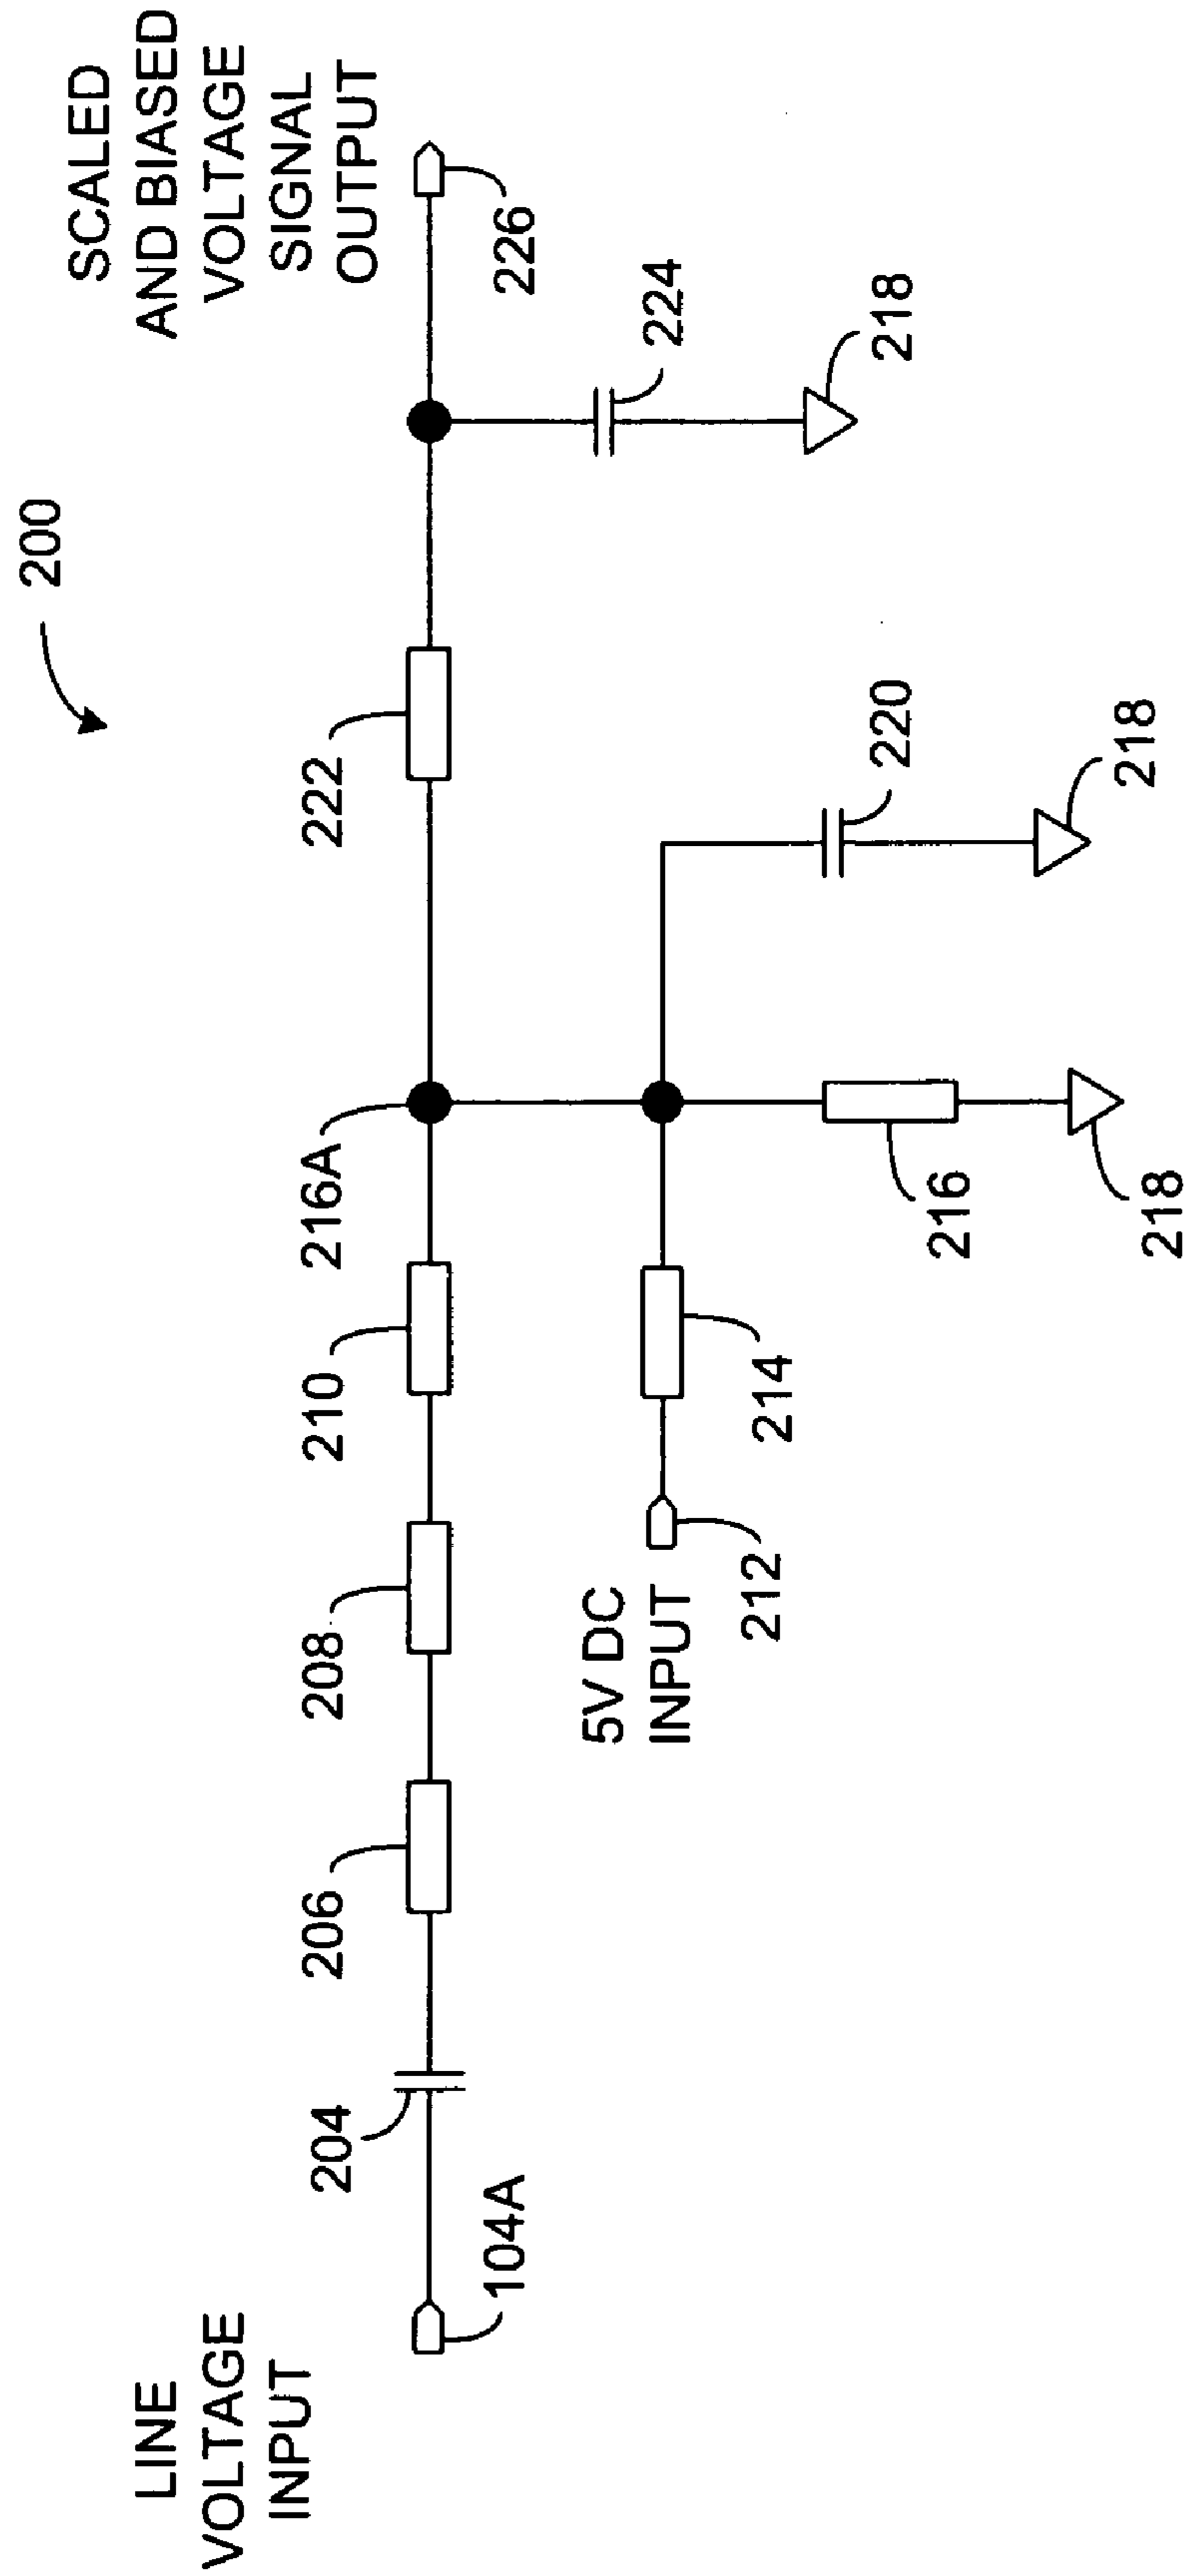 200
LINE
VOLTAGE
INPUT
104A
204
206
208
210
216A
222
SCALED
AND BIASED
VOLTAGE
SIGNAL
OUTPUT
226
224
218
5V DC
INPUT
212
214
216
218
220
218